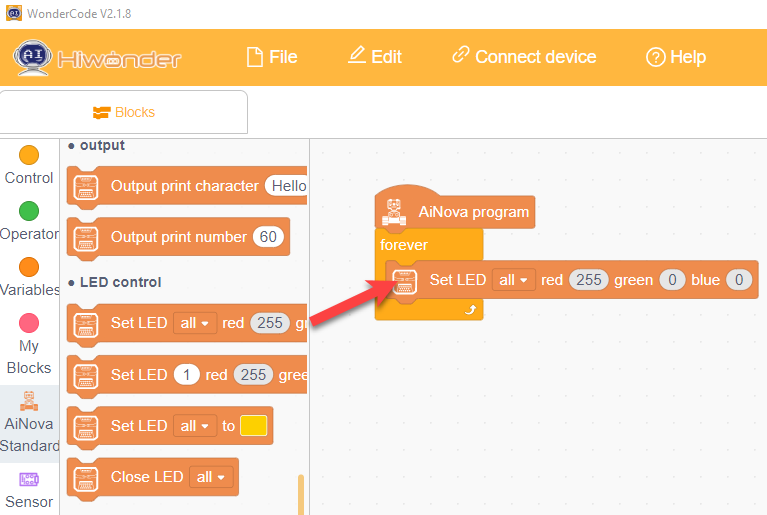 WonderCode V2.1.8
AI Hiwonder File Edit Connect device ? Help
Blocks
Control
Operator
Variables
My
Blocks
AiNova
Standard
Sensor
● output
Output print character Hello
Output print number 60
● LED control
Set LED all red 255 gr
Set LED 1 red 255 gree
Set LED all to
Close LED all
AiNova program
forever
Set LED all red 255 green 0 blue 0